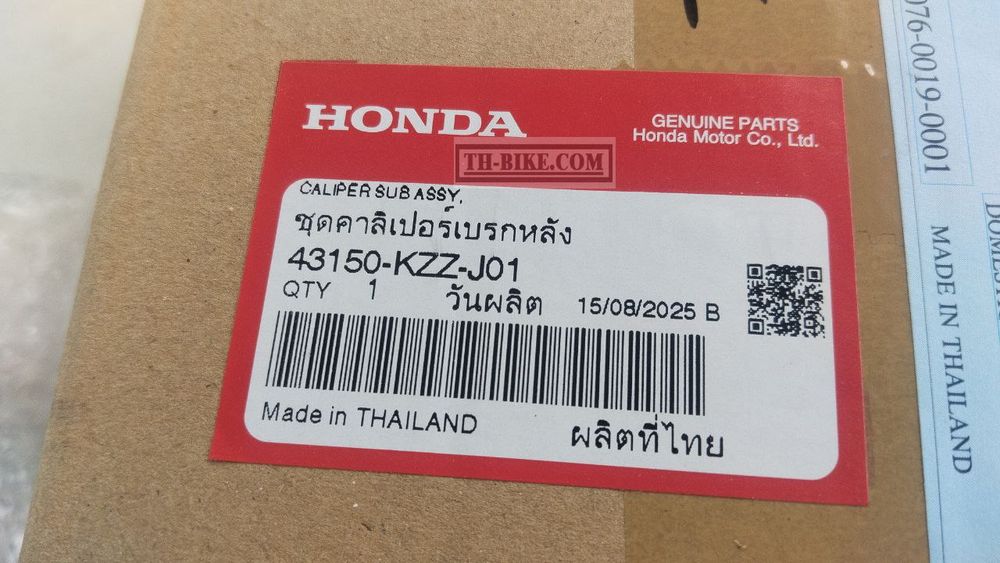 HONDA
GENUINE PARTS
Honda Motor Co., Ltd.
TH-BIKE.COM
CALIPER SUB ASSY,
ชุดคาลิเปอร์เบรกหลัง
43150-KZZ-J01
QTY 1 วันผลิต 15/08/2025 B
Made in THAILAND ผลิตที่ไทย
076-0019-0001
MADE IN THAILAND